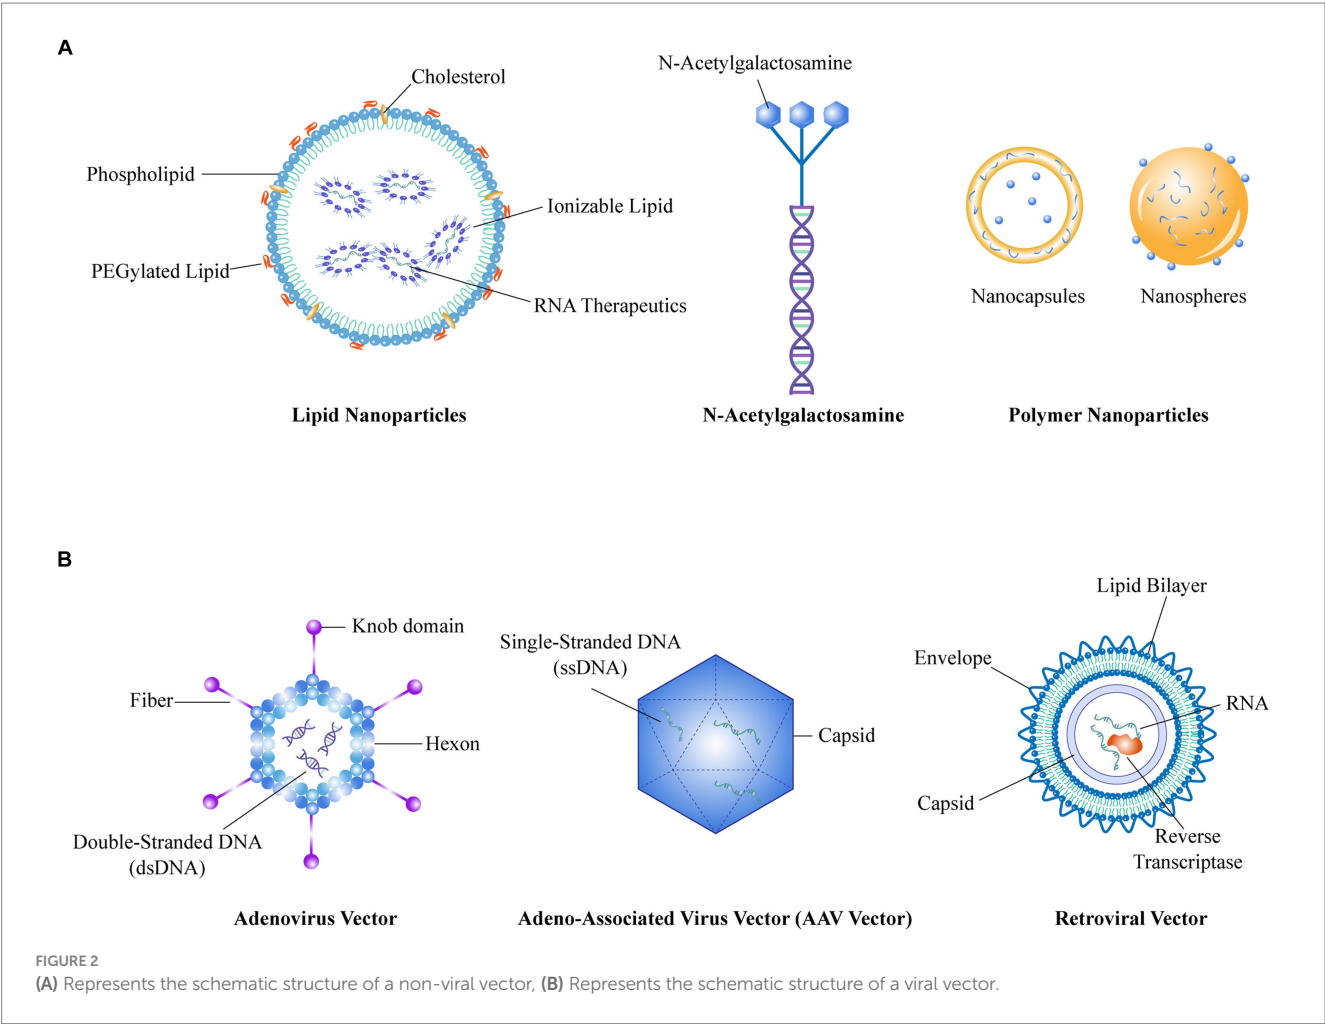 A
Cholesterol
Phospholipid
PEGylated Lipid
Ionizable Lipid
RNA Therapeutics
Lipid Nanoparticles
N-Acetylgalactosamine
N-Acetylgalactosamine
Nanocapsules
Nanospheres
Polymer Nanoparticles
B
Knob domain
Fiber
Hexon
Double-Stranded DNA
(dsDNA)
Adenovirus Vector
Single-Stranded DNA
(ssDNA)
Capsid
Adeno-Associated Virus Vector (AAV Vector)
Lipid Bilayer
Envelope
RNA
Capsid
Reverse
Transcriptase
Retroviral Vector
FIGURE 2
(A) Represents the schematic structure of a non-viral vector, (B) Represents the schematic structure of a viral vector.